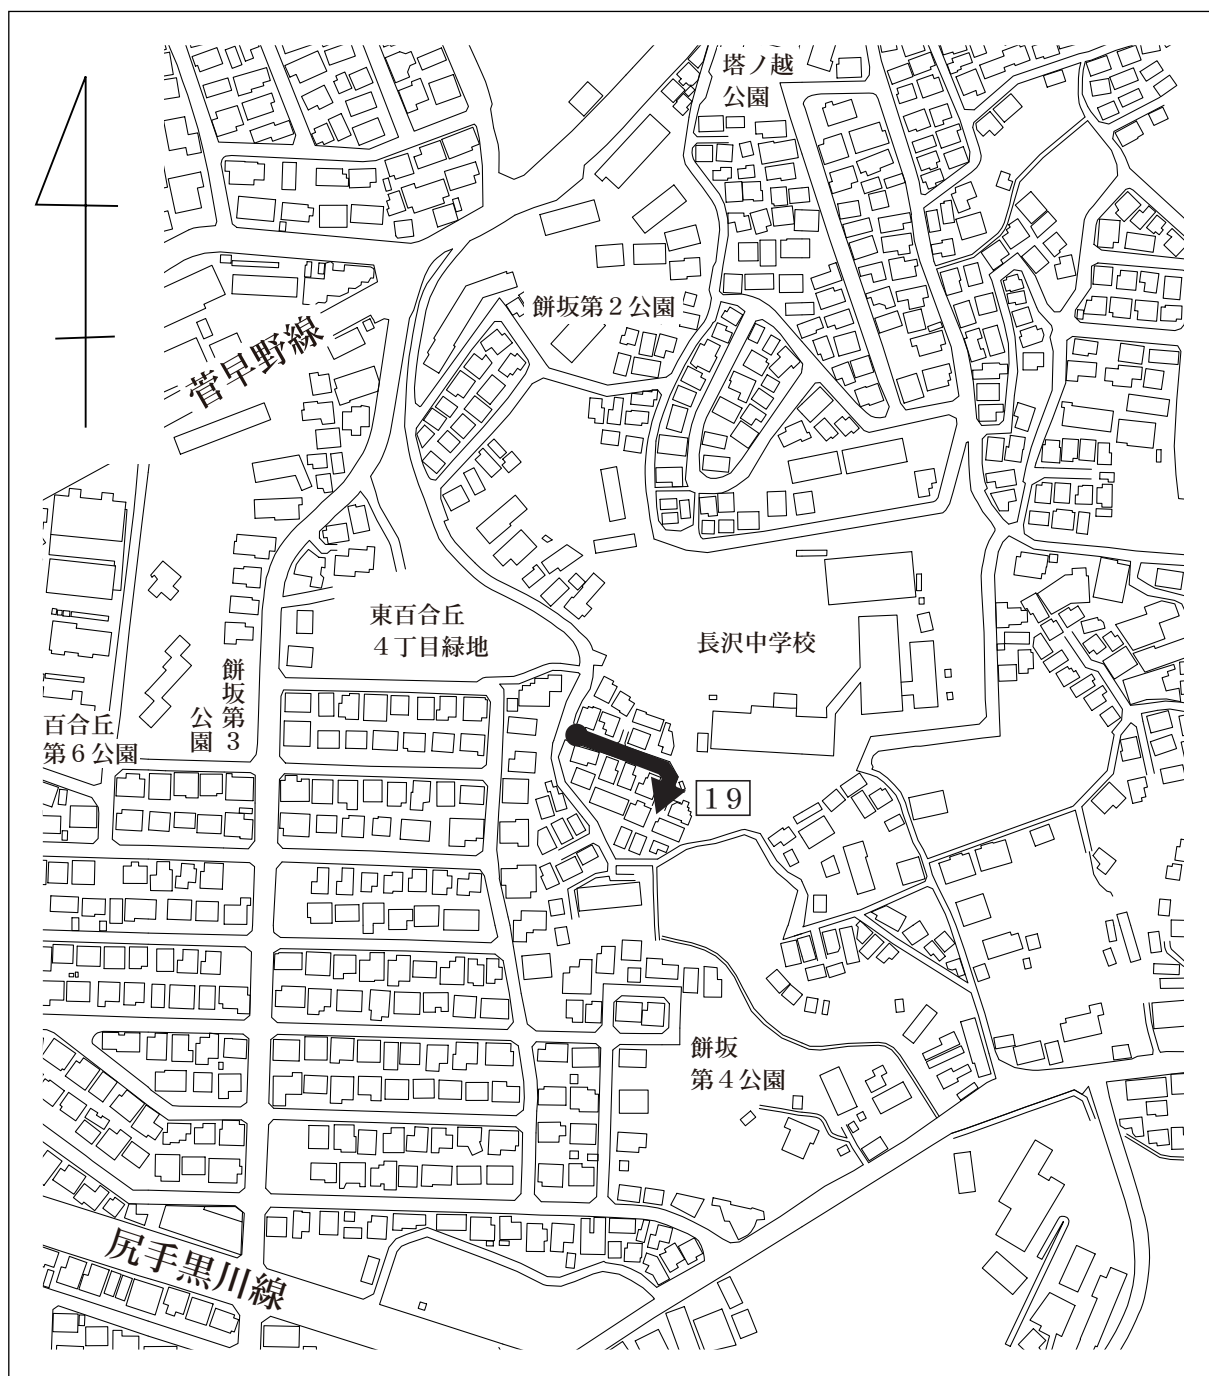 塔ノ越
公園
餅坂第２公園
菅早野線
東百合丘
４丁目緑地
長沢中学校
餅坂第３
公園
百合丘
第６公園
19
餅坂
第４公園
尻手黒川線